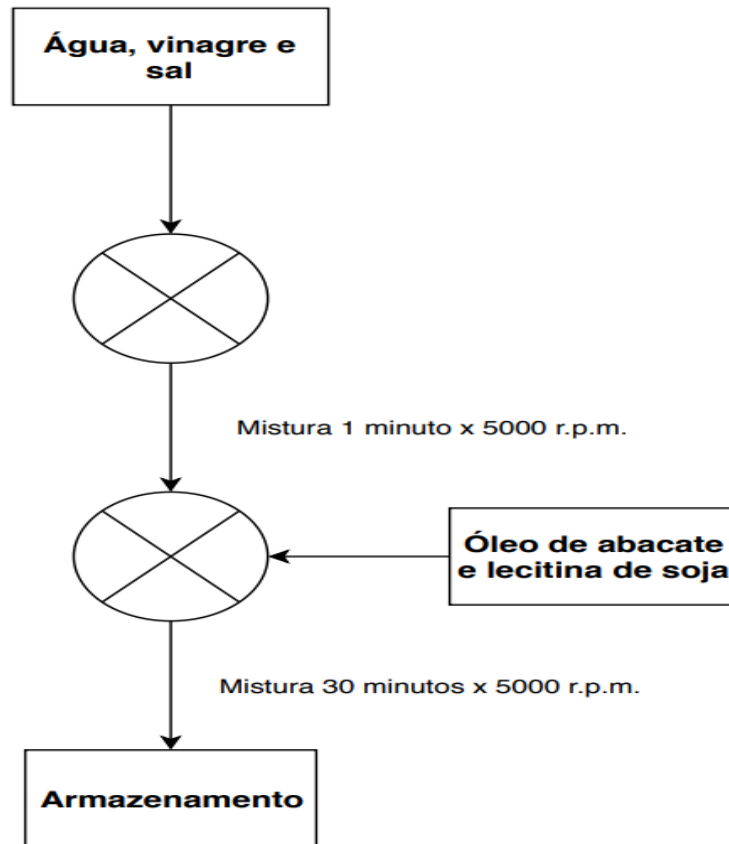 Água, vinagre e
sal
Mistura 1 minuto x 5000 r.p.m.
Óleo de abacate
e lecitina de soja
Mistura 30 minutos x 5000 r.p.m.
Armazenamento